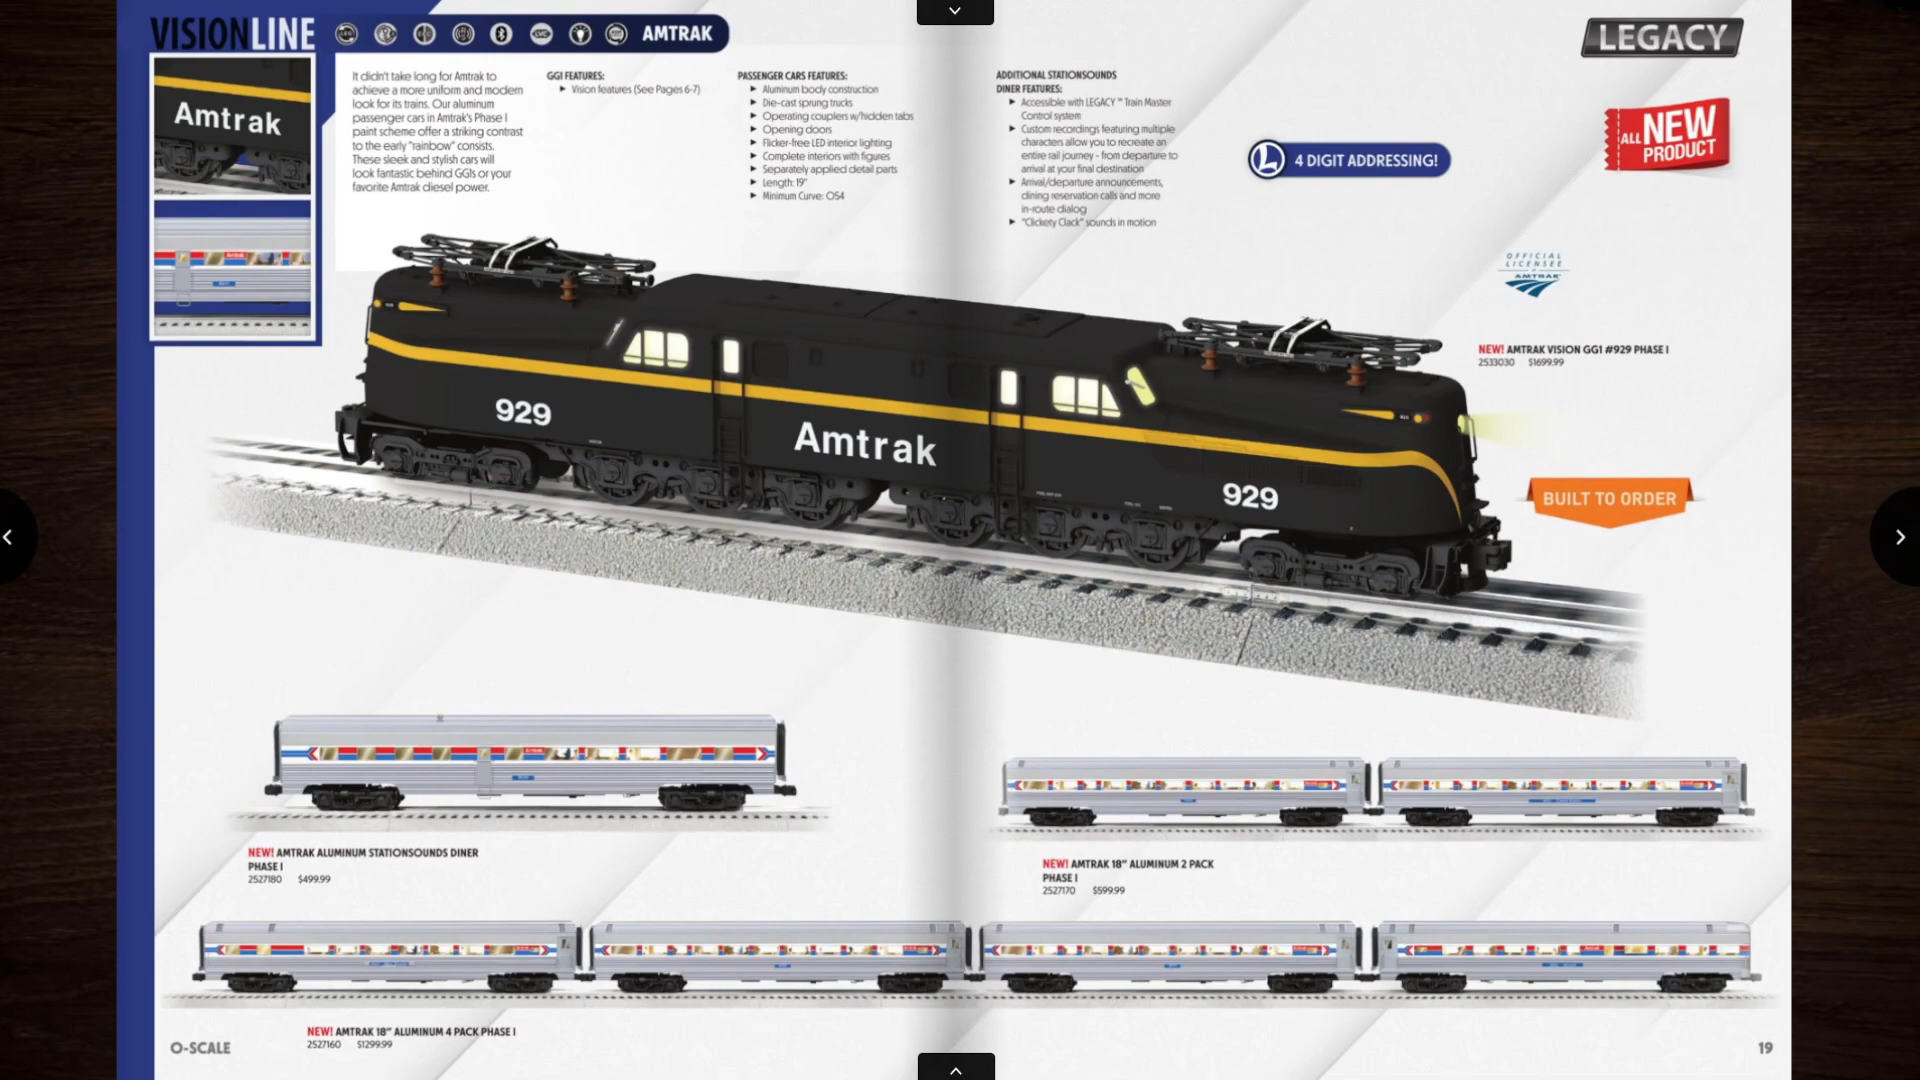 VISIONLINE
AMTRAK
LEGACY
Amtrak
It didn't take long for Amtrak to
achieve a more uniform and modern
look for its trains. Our aluminum
passenger cars in Amtrak's Phase I
paint scheme offer a striking contrast
to the early "rainbow" consists.
These sleek and stylish cars will
look fantastic behind GG1s or your
favorite Amtrak diesel power.
GG1 FEATURES:
► Vision features (See Pages 6-7)
PASSENGER CARS FEATURES:
► Aluminum body construction
► Die-cast sprung trucks
► Operating couplers w/hidden tabs
► Opening doors
► Flicker-free LED interior lighting
► Complete interiors with figures
► Separately applied detail parts
► Length: 19"
► Minimum Curve: O54
ADDITIONAL STATIONSOUNDS
DINER FEATURES:
► Accessible with LEGACY ™ Train Master
Control system
► Custom recordings featuring multiple
characters allow you to recreate an
entire rail journey - from departure to
arrival at your final destination
► Arrival/departure announcements,
dining reservation calls and more
in-route dialog
► "Clickety Clack" sounds in motion
L 4 DIGIT ADDRESSING!
ALL NEW
PRODUCT
OFFICIAL
LICENSEE
AMTRAK
NEW! AMTRAK VISION GG1 #929 PHASE I
2533030 $1699.99
929
Amtrak
929
BUILT TO ORDER
NEW! AMTRAK ALUMINUM STATIONSOUNDS DINER
PHASE I
2527180 $499.99
NEW! AMTRAK 18" ALUMINUM 2 PACK
PHASE I
2527170 $599.99
NEW! AMTRAK 18" ALUMINUM 4 PACK PHASE I
2527160 $1299.99
O-SCALE
19